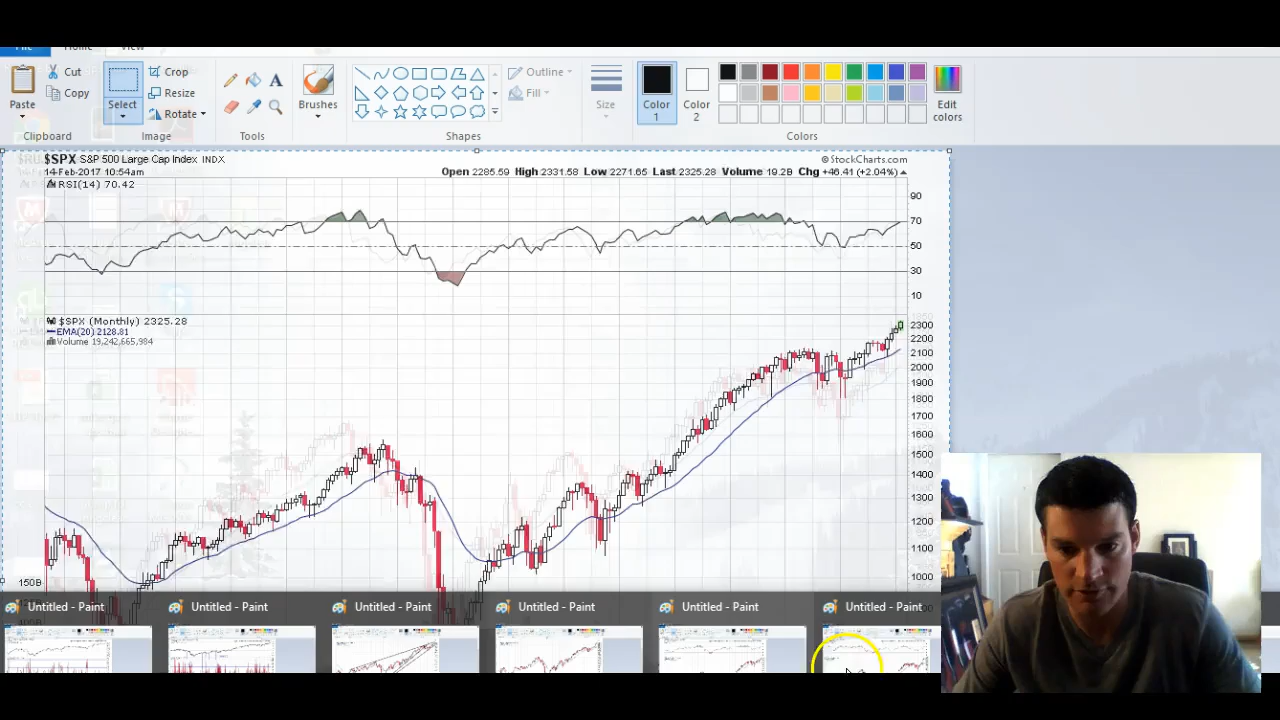 File Home View
Cut
Copy
Paste
Clipboard
Select
Crop
Resize
Rotate
Image
Tools
Brushes
Outline
Fill
Shapes
Size
Color
1
Color
2
Edit
colors
Colors
$SPX S&P 500 Large Cap Index INDX
© StockCharts.com
14-Feb-2017 10:54am
Open 2285.59 High 2331.58 Low 2271.65 Last 2325.28 Volume 19.2B Chg +46.41 (+2.04%)
RSI(14) 70.42
90
70
50
30
10
$SPX (Monthly) 2325.28
EMA(20) 2128.81
Volume 19,242,665,984
2300
2200
2100
2000
1900
1800
1700
1600
1500
1400
1300
1200
1100
1000
150B
Untitled - Paint
Untitled - Paint
Untitled - Paint
Untitled - Paint
Untitled - Paint
Untitled - Paint